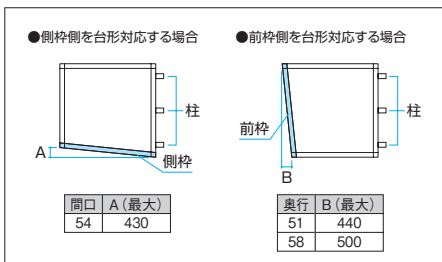 ●側枠側を台形対応する場合
柱
A
側枠
間口 A（最大）
54 430
●前枠側を台形対応する場合
柱
前枠
B
奥行 B（最大）
51 440
58 500